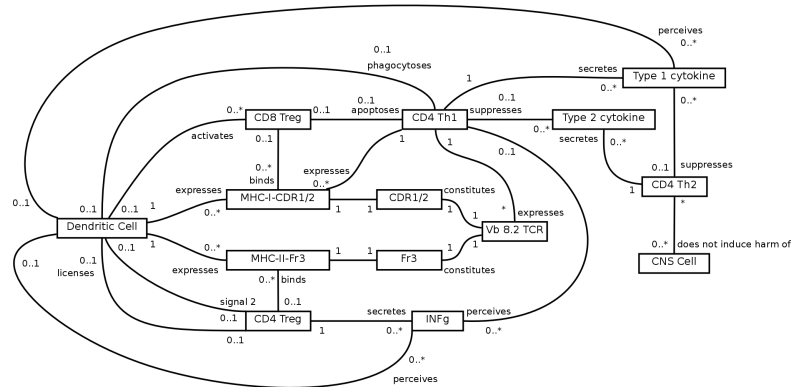 perceives
0..*
0..1
phagocytoses
secretes
Type 1 cytokine
1
0..*
0..1
0..1
0..*
0..*
CD8 Treg
0..1
apoptoses
CD4 Th1
suppresses
Type 2 cytokine
activates
0..1
1
1
0..1
0..*
secretes
0..*
0..*
binds
expresses
0..*
0..1
suppresses
CD4 Th2
1
expresses
MHC-I-CDR1/2
CDR1/2
constitutes
0..1
0..1
0..1
1
0..*
1
1
1
*
expresses
*
Dendritic Cell
Vb 8.2 TCR
1
0..*
1
1
1
0..1
0..1
0..1
expresses
MHC-II-Fr3
Fr3
constitutes
0..*
does not induce harm of
CNS Cell
licenses
0..*
binds
signal 2
0..1
0..1
CD4 Treg
secretes
INFg
perceives
1
0..*
0..*
0..1
0..*
perceives